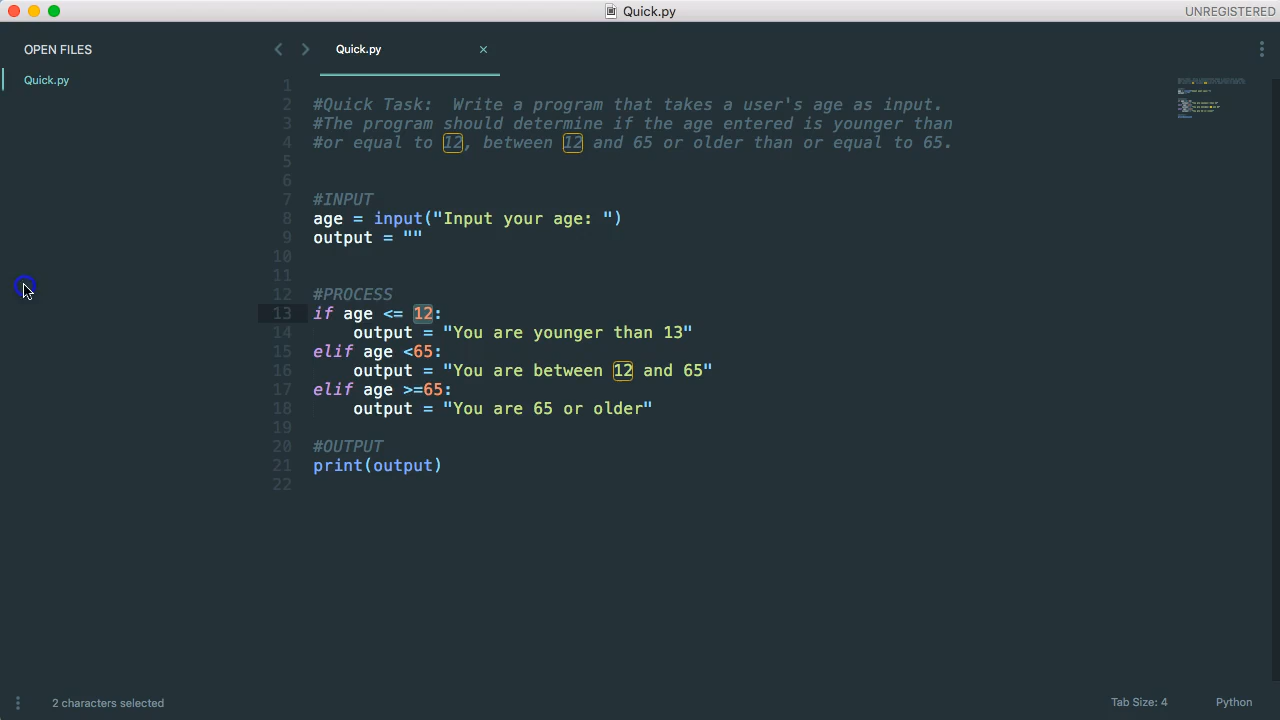 Quick.py
UNREGISTERED
OPEN FILES
Quick.py
Quick.py
1
2 #Quick Task:  Write a program that takes a user's age as input.
3 #The program should determine if the age entered is younger than
4 #or equal to 12, between 12 and 65 or older than or equal to 65.
5
6
7 #INPUT
8 age = input("Input your age: ")
9 output = ""
10
11
12 #PROCESS
13 if age <= 12:
14     output = "You are younger than 13"
15 elif age <65:
16     output = "You are between 12 and 65"
17 elif age >=65:
18     output = "You are 65 or older"
19
20 #OUTPUT
21 print(output)
22
2 characters selected
Tab Size: 4
Python